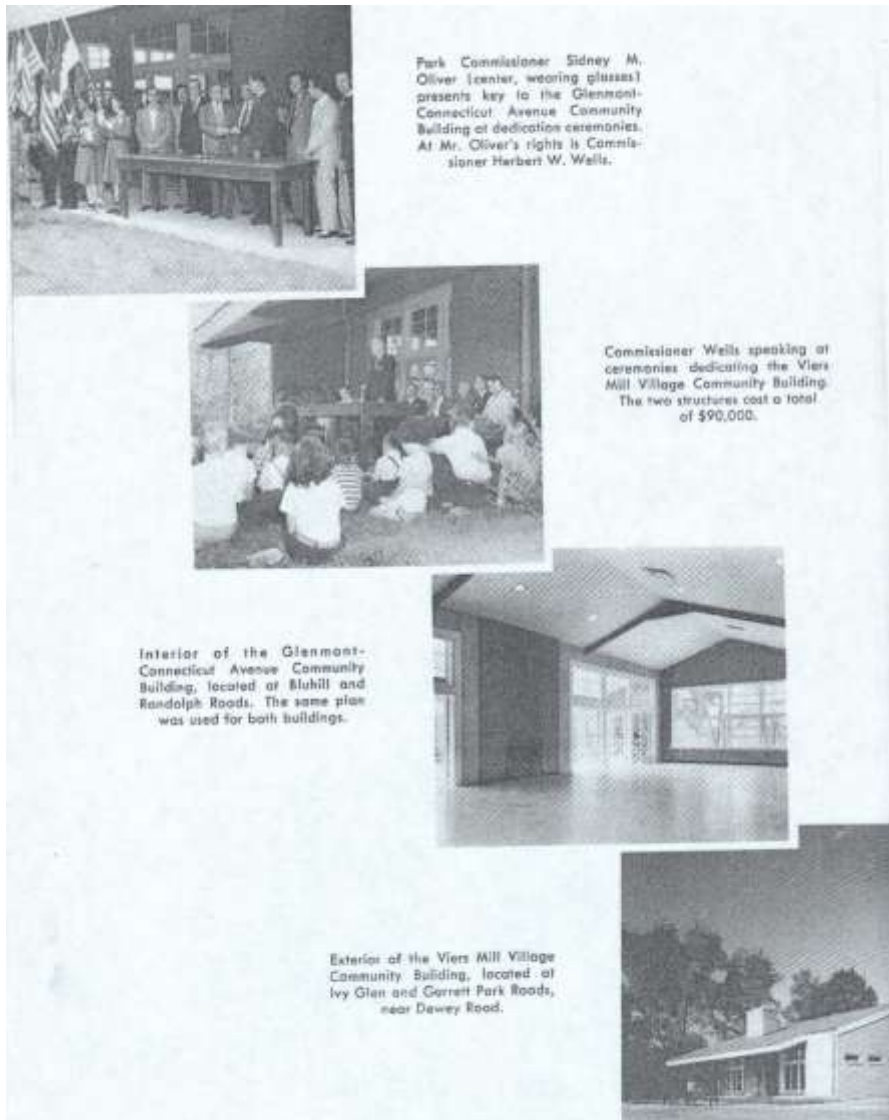 Park Commissioner Sidney M.
Oliver (center, wearing glasses)
presents key to the Glenmont-
Connecticut Avenue Community
Building at dedication ceremonies.
At Mr. Oliver's rights is Commis-
sioner Herbert W. Wells.
Commissioner Wells speaking at
ceremonies dedicating the Viers
Mill Village Community Building.
The two structures cost a total
of $90,000.
Interior of the Glenmont-
Connecticut Avenue Community
Building, located at Bluhill and
Randolph Roads. The same plan
was used for both buildings.
Exterior of the Viers Mill Village
Community Building, located at
Ivy Glen and Garrett Park Roads,
near Dewey Road.